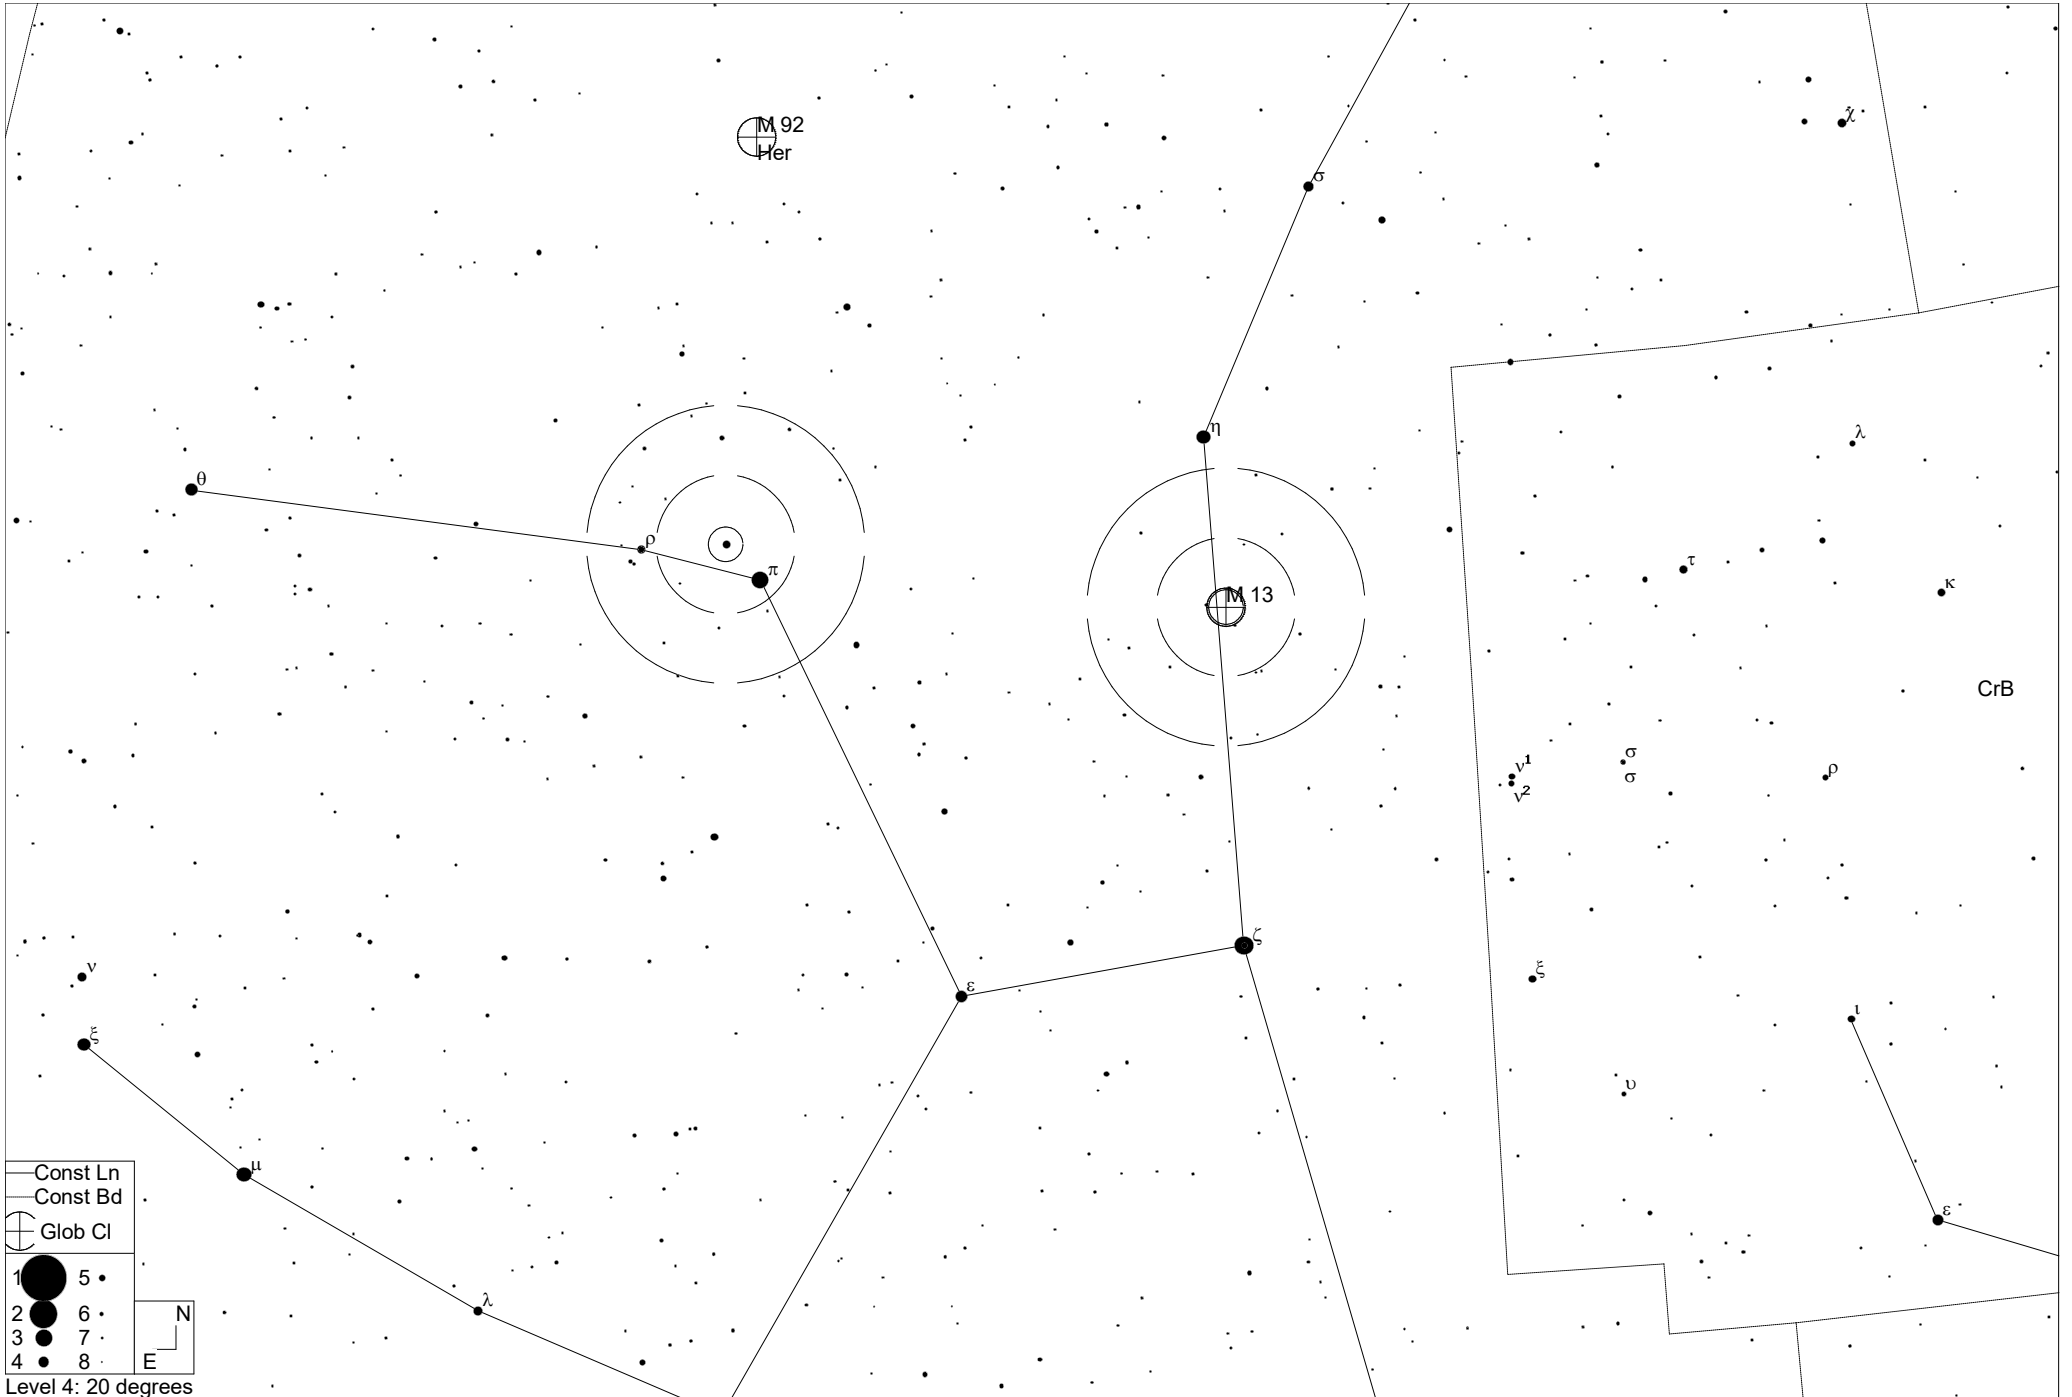 M 92
Her
χ
σ
η
λ
θ
ρ
π
τ
κ
M 13
CrB
σ
σ
ν¹
ν²
ρ
ζ
ε
ν
ξ
ξ
ι
υ
μ
ε
λ
Const Ln
Const Bd
Glob Cl
1 5
2 6
3 7
4 8
N
E
Level 4: 20 degrees